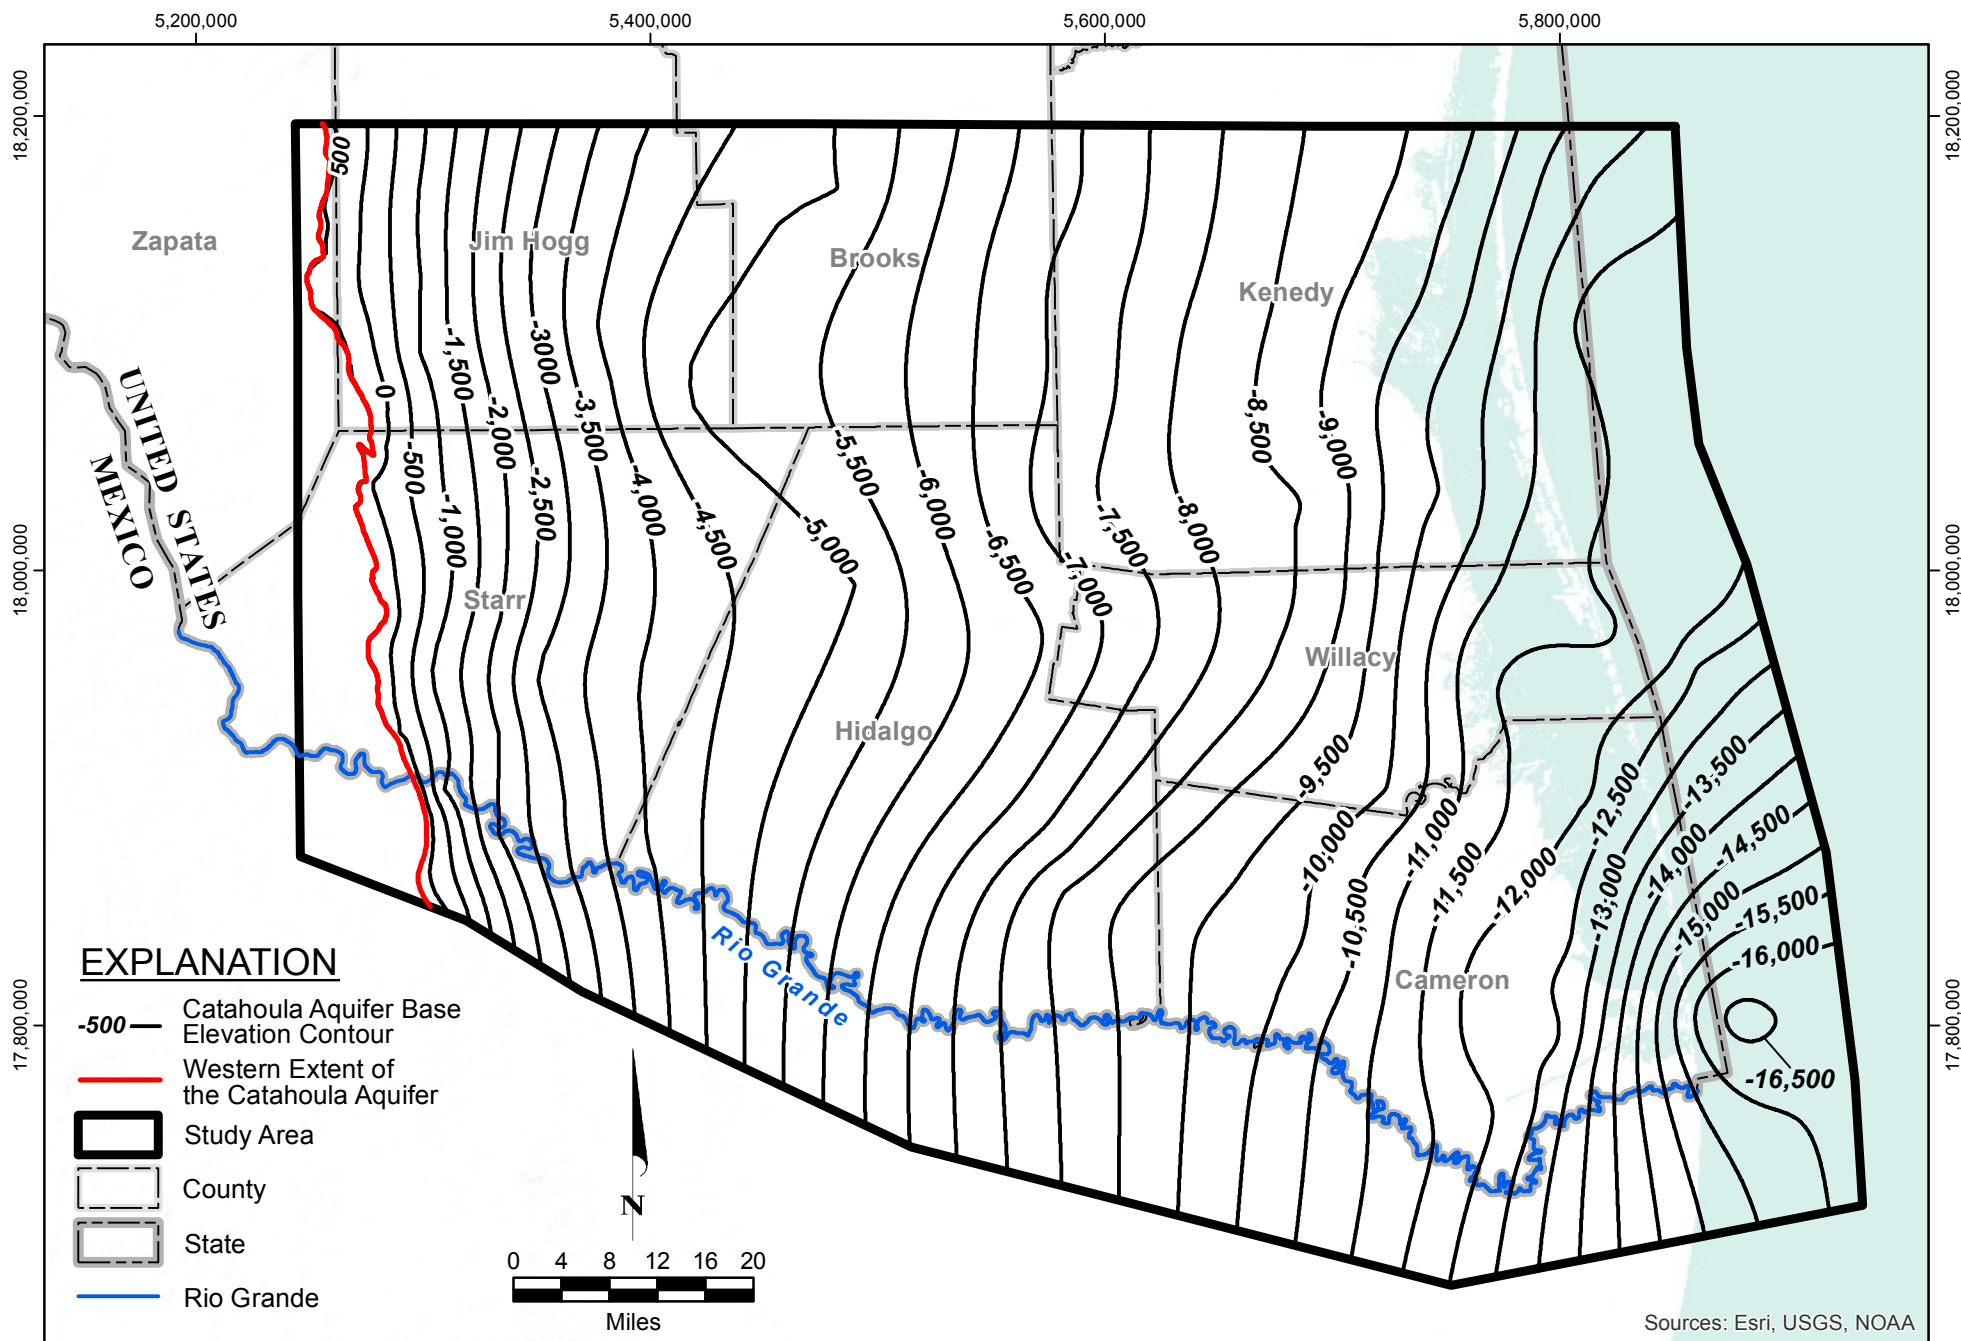 5,200,000
5,400,000
5,600,000
5,800,000
18,200,000
18,200,000
18,000,000
18,000,000
17,800,000
17,800,000
Zapata
Jim Hogg
Brooks
Kenedy
Starr
Hidalgo
Willacy
Cameron
UNITED STATES
MEXICO
Rio Grande
500
0
-500
-1,000
-1,500
-2,000
-2,500
-3000
-3,500
-4,000
-4,500
-5,000
-5,500
-6,000
-6,500
-7,000
-7,500
-8,000
-8,500
-9,000
-9,500
-10,000
-10,500
-11,000
-11,500
-12,000
-12,500
-13,000
-13,500
-14,000
-14,500
-15,000
-15,500
-16,000
-16,500
EXPLANATION
-500
Catahoula Aquifer Base
Elevation Contour
Western Extent of
the Catahoula Aquifer
Study Area
County
State
Rio Grande
N
0 4 8 12 16 20
Miles
Sources: Esri, USGS, NOAA